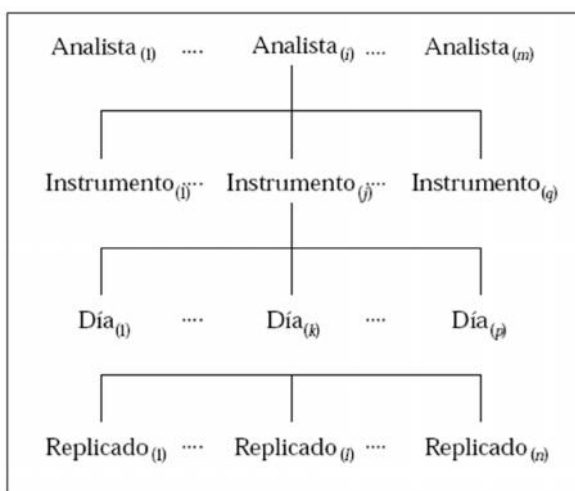 Analista(1) .... Analista(i) .... Analista(m)
Instrumento(1) .... Instrumento(j) .... Instrumento(q)
Día(1) .... Día(k) .... Día(p)
Replicado(1) .... Replicado(l) .... Replicado(n)